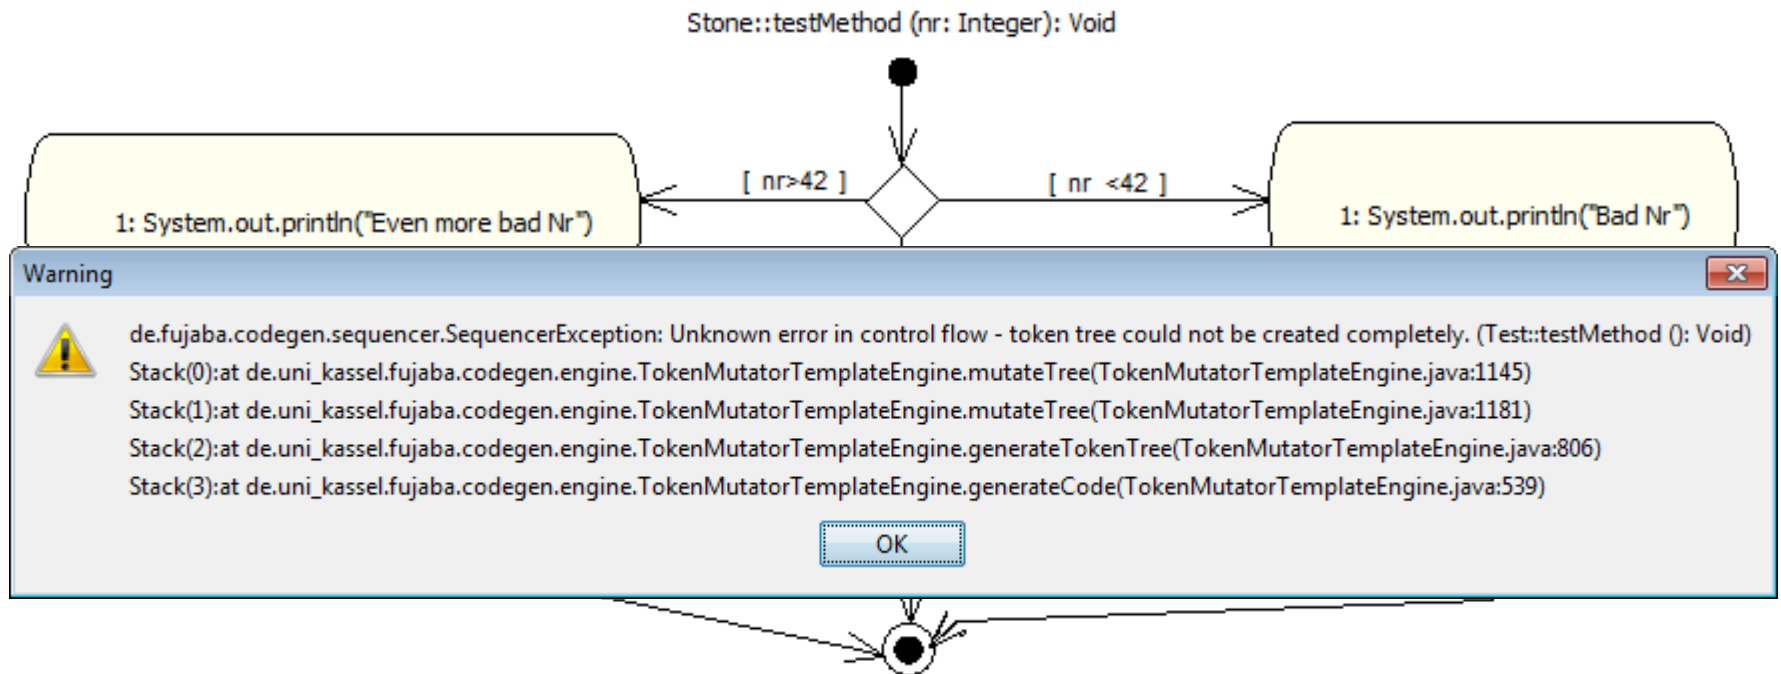 Stone::testMethod (nr: Integer): Void
[ nr>42 ]
[ nr <42 ]
1: System.out.println("Even more bad Nr")
1: System.out.println("Bad Nr")
Warning
de.fujaba.codegen.sequencer.SequencerException: Unknown error in control flow - token tree could not be created completely. (Test::testMethod (): Void)
Stack(0):at de.uni_kassel.fujaba.codegen.engine.TokenMutatorTemplateEngine.mutateTree(TokenMutatorTemplateEngine.java:1145)
Stack(1):at de.uni_kassel.fujaba.codegen.engine.TokenMutatorTemplateEngine.mutateTree(TokenMutatorTemplateEngine.java:1181)
Stack(2):at de.uni_kassel.fujaba.codegen.engine.TokenMutatorTemplateEngine.generateTokenTree(TokenMutatorTemplateEngine.java:806)
Stack(3):at de.uni_kassel.fujaba.codegen.engine.TokenMutatorTemplateEngine.generateCode(TokenMutatorTemplateEngine.java:539)
OK